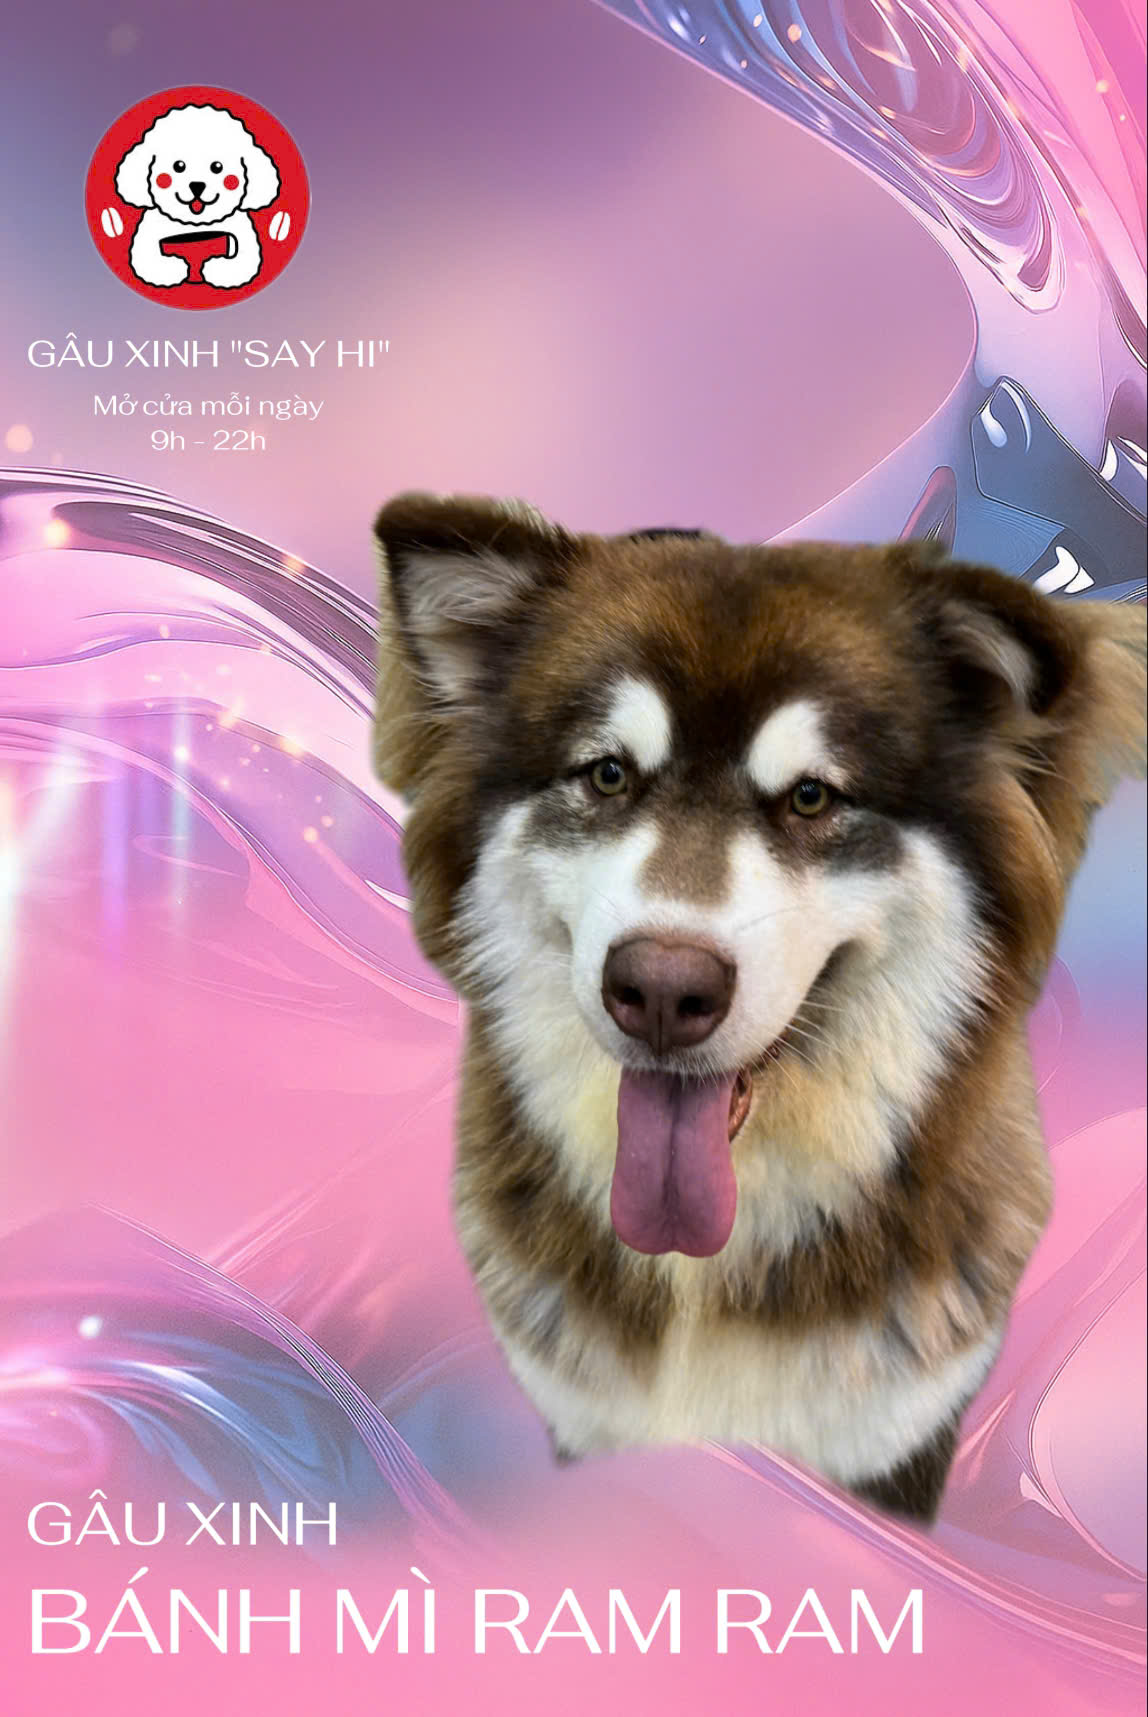 GÂU XINH "SAY HI"
Mở cửa mỗi ngày
9h - 22h
GÂU XINH
BÁNH MÌ RAM RAM